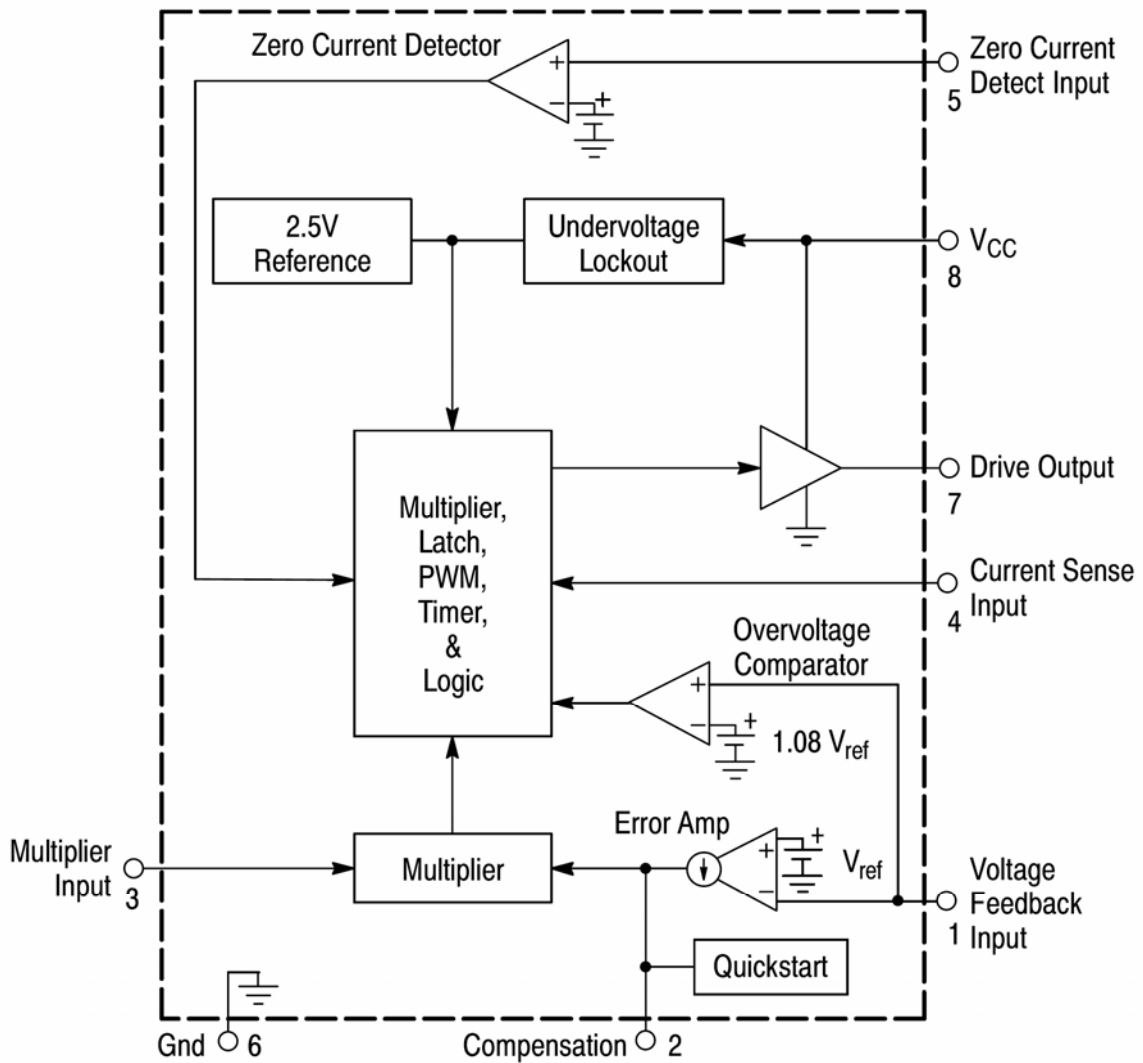 Zero Current Detector
+
−
+
Zero Current
Detect Input
5
2.5V
Reference
Undervoltage
Lockout
VCC
8
Multiplier,
Latch,
PWM,
Timer,
&
Logic
Drive Output
7
Current Sense
Input
4
Overvoltage
Comparator
+
−
+
1.08 Vref
Error Amp
+
−
+
Vref
Multiplier
Input
3
Multiplier
Voltage
Feedback
Input
1
Quickstart
Gnd 6
Compensation 2